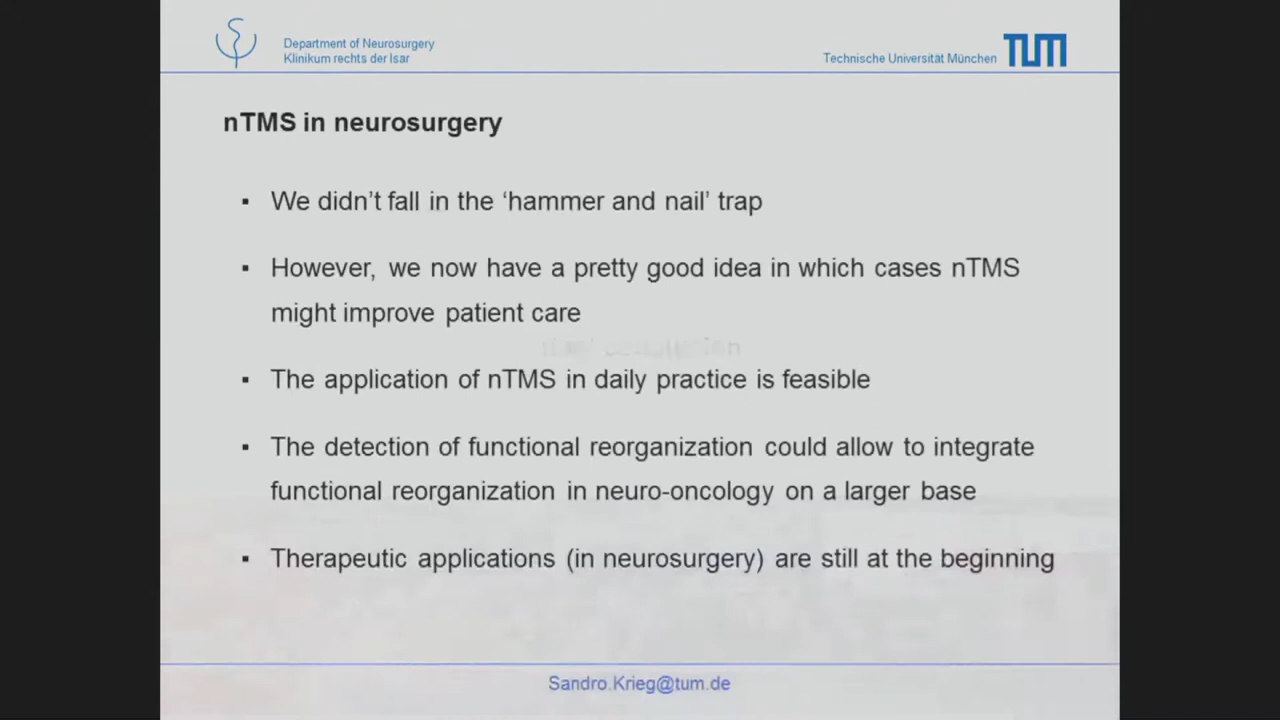 Department of Neurosurgery
Klinikum rechts der Isar
Technische Universität München
TUM
nTMS in neurosurgery
▪ We didn’t fall in the ‘hammer and nail’ trap
▪ However, we now have a pretty good idea in which cases nTMS
might improve patient care
▪ The application of nTMS in daily practice is feasible
▪ The detection of functional reorganization could allow to integrate
functional reorganization in neuro-oncology on a larger base
▪ Therapeutic applications (in neurosurgery) are still at the beginning
Sandro.Krieg@tum.de